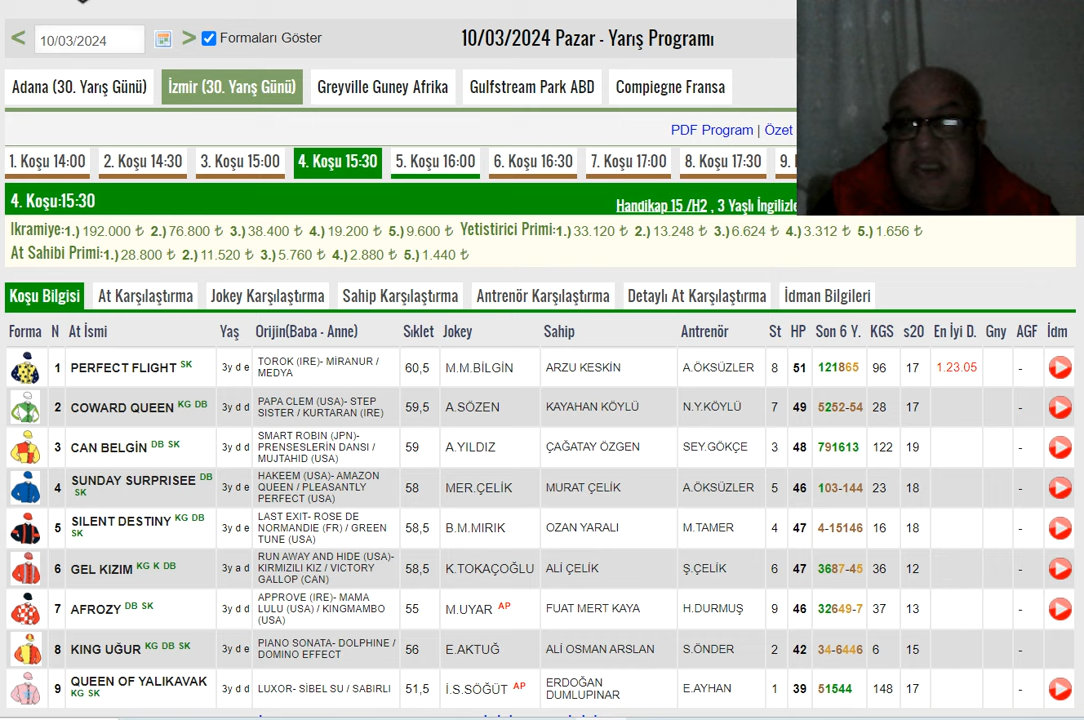 10/03/2024 Formaları Göster 10/03/2024 Pazar - Yarış Programı
Adana (30. Yarış Günü) İzmir (30. Yarış Günü) Greyville Guney Afrika Gulfstream Park ABD Compiegne Fransa
PDF Program | Özet
1. Koşu 14:00 2. Koşu 14:30 3. Koşu 15:00 4. Koşu 15:30 5. Koşu 16:00 6. Koşu 16:30 7. Koşu 17:00 8. Koşu 17:30 9.
4. Koşu:15:30 Handikap 15 /H2 , 3 Yaşlı İngilizle
Ikramiye:1.) 192.000 ₺ 2.) 76.800 ₺ 3.) 38.400 ₺ 4.) 19.200 ₺ 5.) 9.600 ₺ Yetistirici Primi:1.) 33.120 ₺ 2.) 13.248 ₺ 3.) 6.624 ₺ 4.) 3.312 ₺ 5.) 1.656 ₺
At Sahibi Primi:1.) 28.800 ₺ 2.) 11.520 ₺ 3.) 5.760 ₺ 4.) 2.880 ₺ 5.) 1.440 ₺
Koşu Bilgisi At Karşılaştırma Jokey Karşılaştırma Sahip Karşılaştırma Antrenör Karşılaştırma Detaylı At Karşılaştırma İdman Bilgileri
Forma N At İsmi Yaş Orijin(Baba - Anne) Sıklet Jokey Sahip Antrenör St HP Son 6 Y. KGS s20 En İyi D. Gny AGF İdm
1 PERFECT FLIGHT SK 3y d e TOROK (IRE)- MİRANUR / MEDYA 60,5 M.M.BİLGİN ARZU KESKİN A.ÖKSÜZLER 8 51 121865 96 17 1.23.05 -
2 COWARD QUEEN KG DB 3y d d PAPA CLEM (USA)- STEP SISTER / KURTARAN (IRE) 59,5 A.SÖZEN KAYAHAN KÖYLÜ N.Y.KÖYLÜ 7 49 5252-54 28 17 -
3 CAN BELGİN DB SK 3y d d SMART ROBIN (JPN)- PRENSESLERİN DANSI / MUJTAHID (USA) 59 A.YILDIZ ÇAĞATAY ÖZGEN SEY.GÖKÇE 3 48 791613 122 19 -
4 SUNDAY SURPRISEE DB SK 3y d e HAKEEM (USA)- AMAZON QUEEN / PLEASANTLY PERFECT (USA) 58 MER.ÇELİK MURAT ÇELİK A.ÖKSÜZLER 5 46 103-144 23 18 -
5 SILENT DESTINY KG DB SK 3y d e LAST EXIT- ROSE DE NORMANDIE (FR) / GREEN TUNE (USA) 58,5 B.M.MIRIK OZAN YARALI M.TAMER 4 47 4-15146 16 18 -
6 GEL KIZIM KG K DB 3y a d RUN AWAY AND HIDE (USA)- KIRMIZILI KIZ / VICTORY GALLOP (CAN) 58,5 K.TOKAÇOĞLU ALİ ÇELİK Ş.ÇELİK 6 47 3687-45 36 12 -
7 AFROZY DB SK 3y a d APPROVE (IRE)- MAMA LULU (USA) / KINGMAMBO (USA) 55 M.UYAR AP FUAT MERT KAYA H.DURMUŞ 9 46 32649-7 37 13 -
8 KING UĞUR KG DB SK 3y a e PIANO SONATA- DOLPHINE / DOMINO EFFECT 56 E.AKTUĞ ALİ OSMAN ARSLAN S.ÖNDER 2 42 34-6446 6 15 -
9 QUEEN OF YALIKAVAK KG SK 3y d d LUXOR- SİBEL SU / SABIRLI 51,5 İ.S.SÖĞÜT AP ERDOĞAN DUMLUPINAR E.AYHAN 1 39 51544 148 17 -